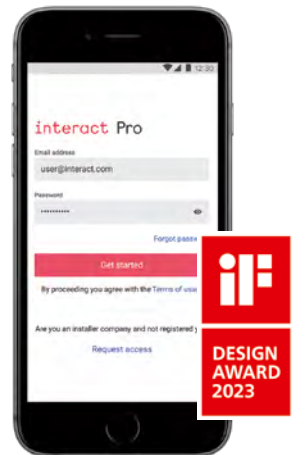 12:30
interact Pro
Email address
user@interact.com
Password
••••••••••
Forgot passw
Get started
By proceeding you agree with the Terms of use
Are you an installer company and not registered y
Request access
iF
DESIGN
AWARD
2023